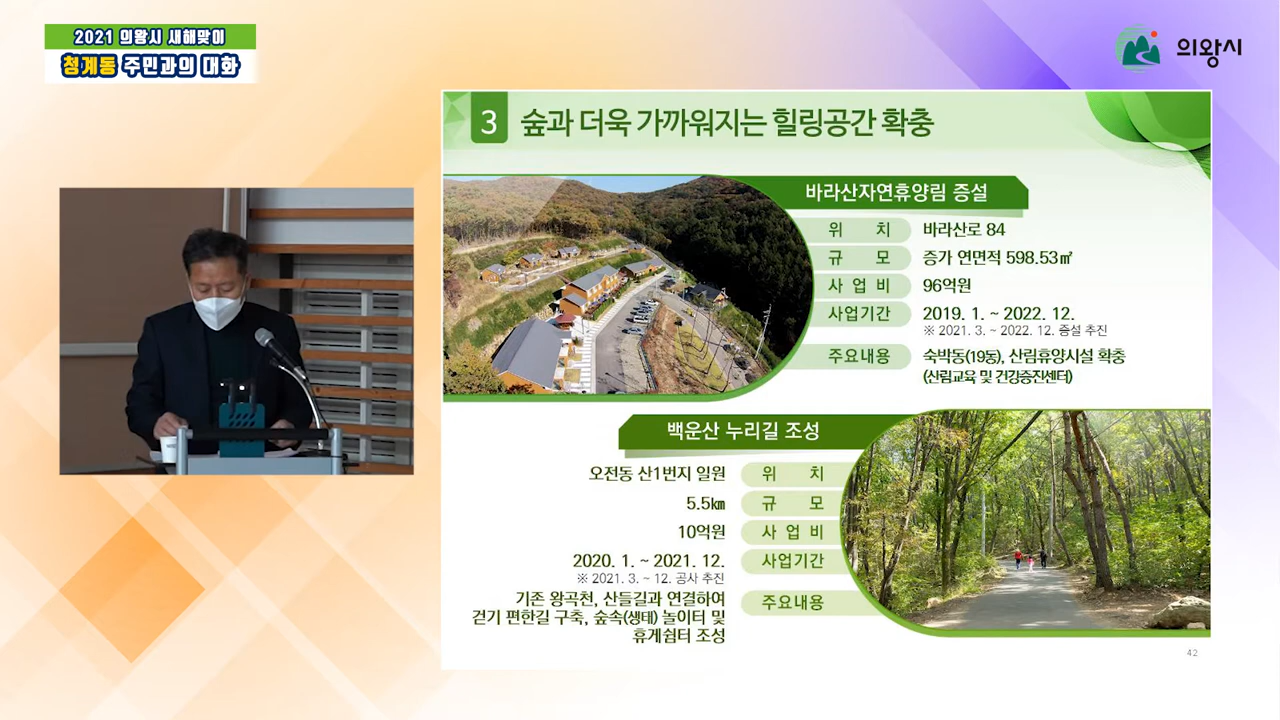 2021 의왕시 새해맞이
청계동 주민과의 대화
의왕시
3 숲과 더욱 가까워지는 힐링공간 확충
바라산자연휴양림 증설
위 치 바라산로 84
규 모 증가 연면적 598.53㎡
사 업 비 96억원
사업기간 2019. 1. ~ 2022. 12.
※ 2021. 3. ~ 2022. 12. 증설 추진
주요내용 숙박동(19동), 산림휴양시설 확충
(산림교육 및 건강증진센터)
백운산 누리길 조성
오전동 산1번지 일원 위 치
5.5㎞ 규 모
10억원 사 업 비
2020. 1. ~ 2021. 12. 사업기간
※ 2021. 3. ~ 12. 공사 추진
기존 왕곡천, 산들길과 연결하여 주요내용
걷기 편한길 구축, 숲속(생태) 놀이터 및
휴게쉼터 조성
42